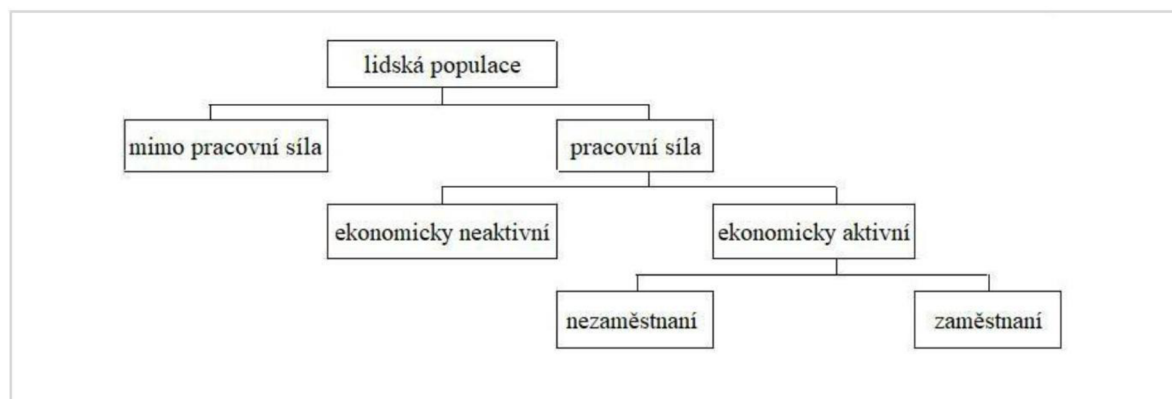 lidská populace
mimo pracovní síla
pracovní síla
ekonomicky neaktivní
ekonomicky aktivní
nezaměstnaní
zaměstnaní